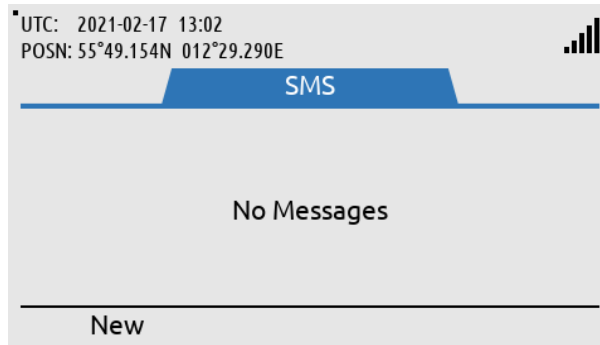 UTC: 2021-02-17 13:02
POSN: 55°49.154N 012°29.290E
SMS
No Messages
New